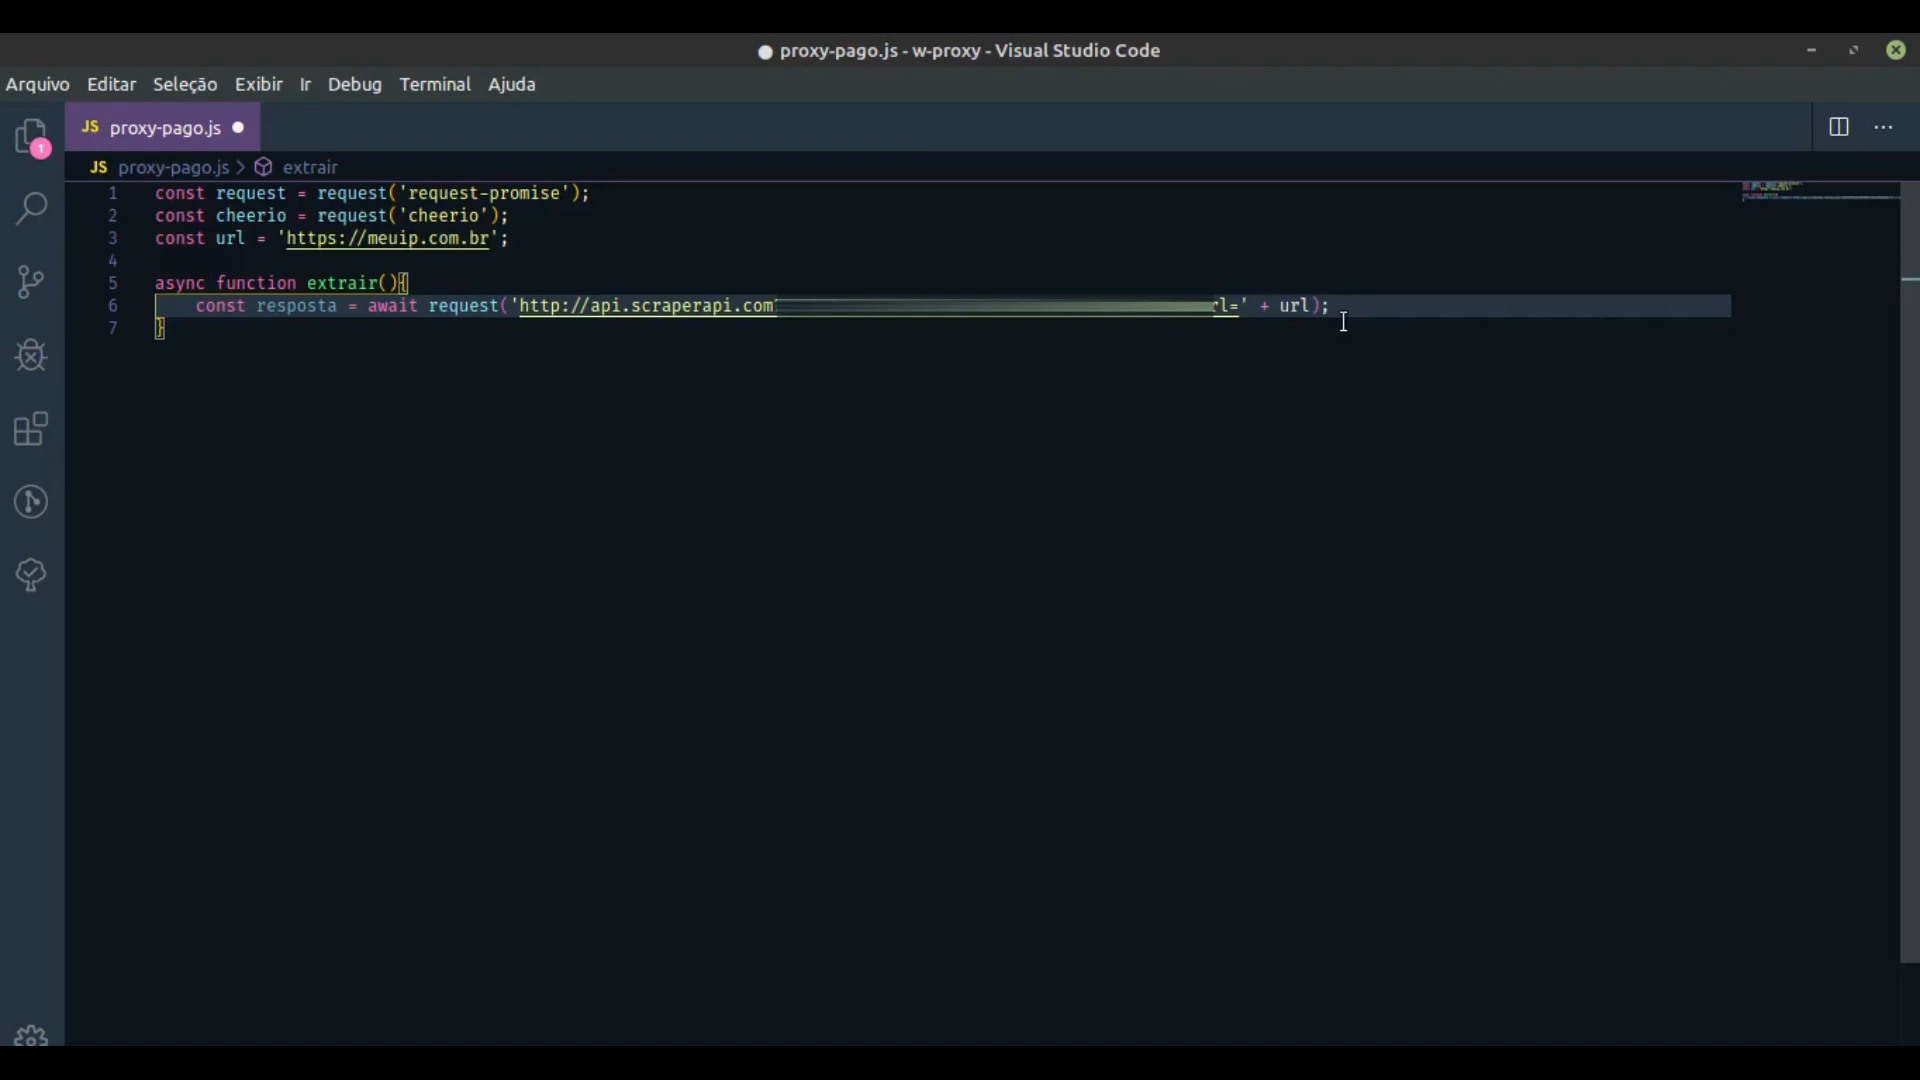 proxy-pago.js - w-proxy - Visual Studio Code
Arquivo Editar Seleção Exibir Ir Debug Terminal Ajuda
JS proxy-pago.js
1
JS proxy-pago.js > extrair
1 const request = request('request-promise');
2 const cheerio = request('cheerio');
3 const url = 'https://meuip.com.br';
4
5 async function extrair(){
6 const resposta = await request('http://api.scraperapi.com rl=' + url);
7 }